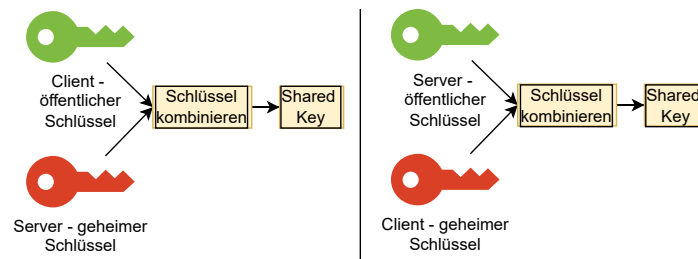 Client -
öffentlicher
Schlüssel
Schlüssel
kombinieren
Shared
Key
Server - geheimer
Schlüssel
Server -
öffentlicher
Schlüssel
Schlüssel
kombinieren
Shared
Key
Client - geheimer
Schlüssel